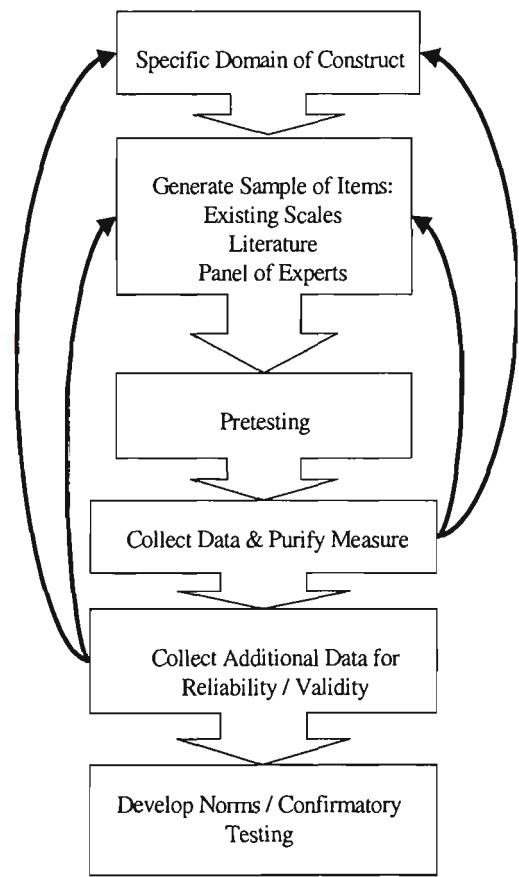 Specific Domain of Construct
Generate Sample of Items:
Existing Scales
Literature
Panel of Experts
Pretesting
Collect Data & Purify Measure
Collect Additional Data for
Reliability / Validity
Develop Norms / Confirmatory
Testing